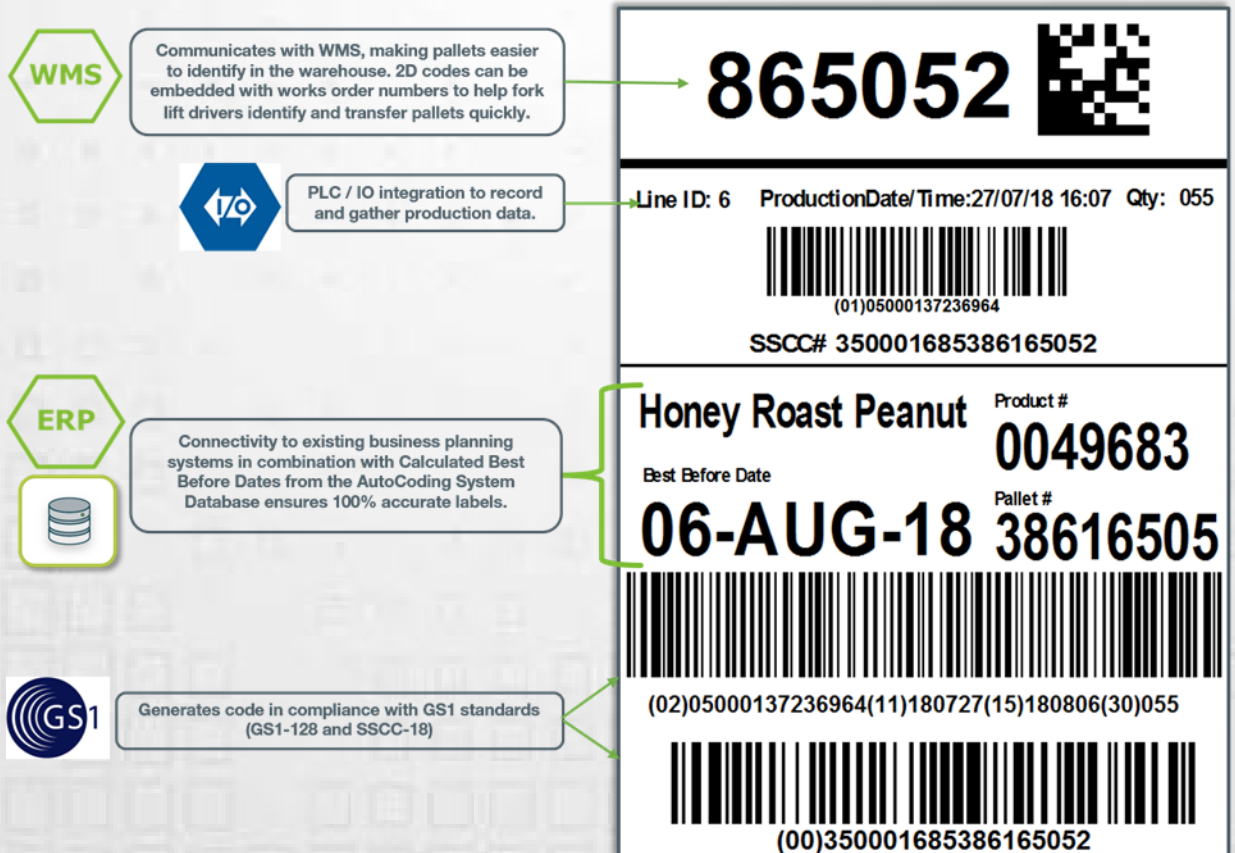 WMS
Communicates with WMS, making pallets easier
to identify in the warehouse. 2D codes can be
embedded with works order numbers to help fork
lift drivers identify and transfer pallets quickly.
865052
I/O
PLC / IO integration to record
and gather production data.
Line ID: 6 ProductionDate/Time:27/07/18 16:07 Qty: 055
(01)05000137236964
SSCC# 350001685386165052
ERP
Connectivity to existing business planning
systems in combination with Calculated Best
Before Dates from the AutoCoding System
Database ensures 100% accurate labels.
Honey Roast Peanut
Product #
0049683
Best Before Date
06-AUG-18
Pallet #
38616505
(02)05000137236964(11)180727(15)180806(30)055
GS1
Generates code in compliance with GS1 standards
(GS1-128 and SSCC-18)
(00)350001685386165052